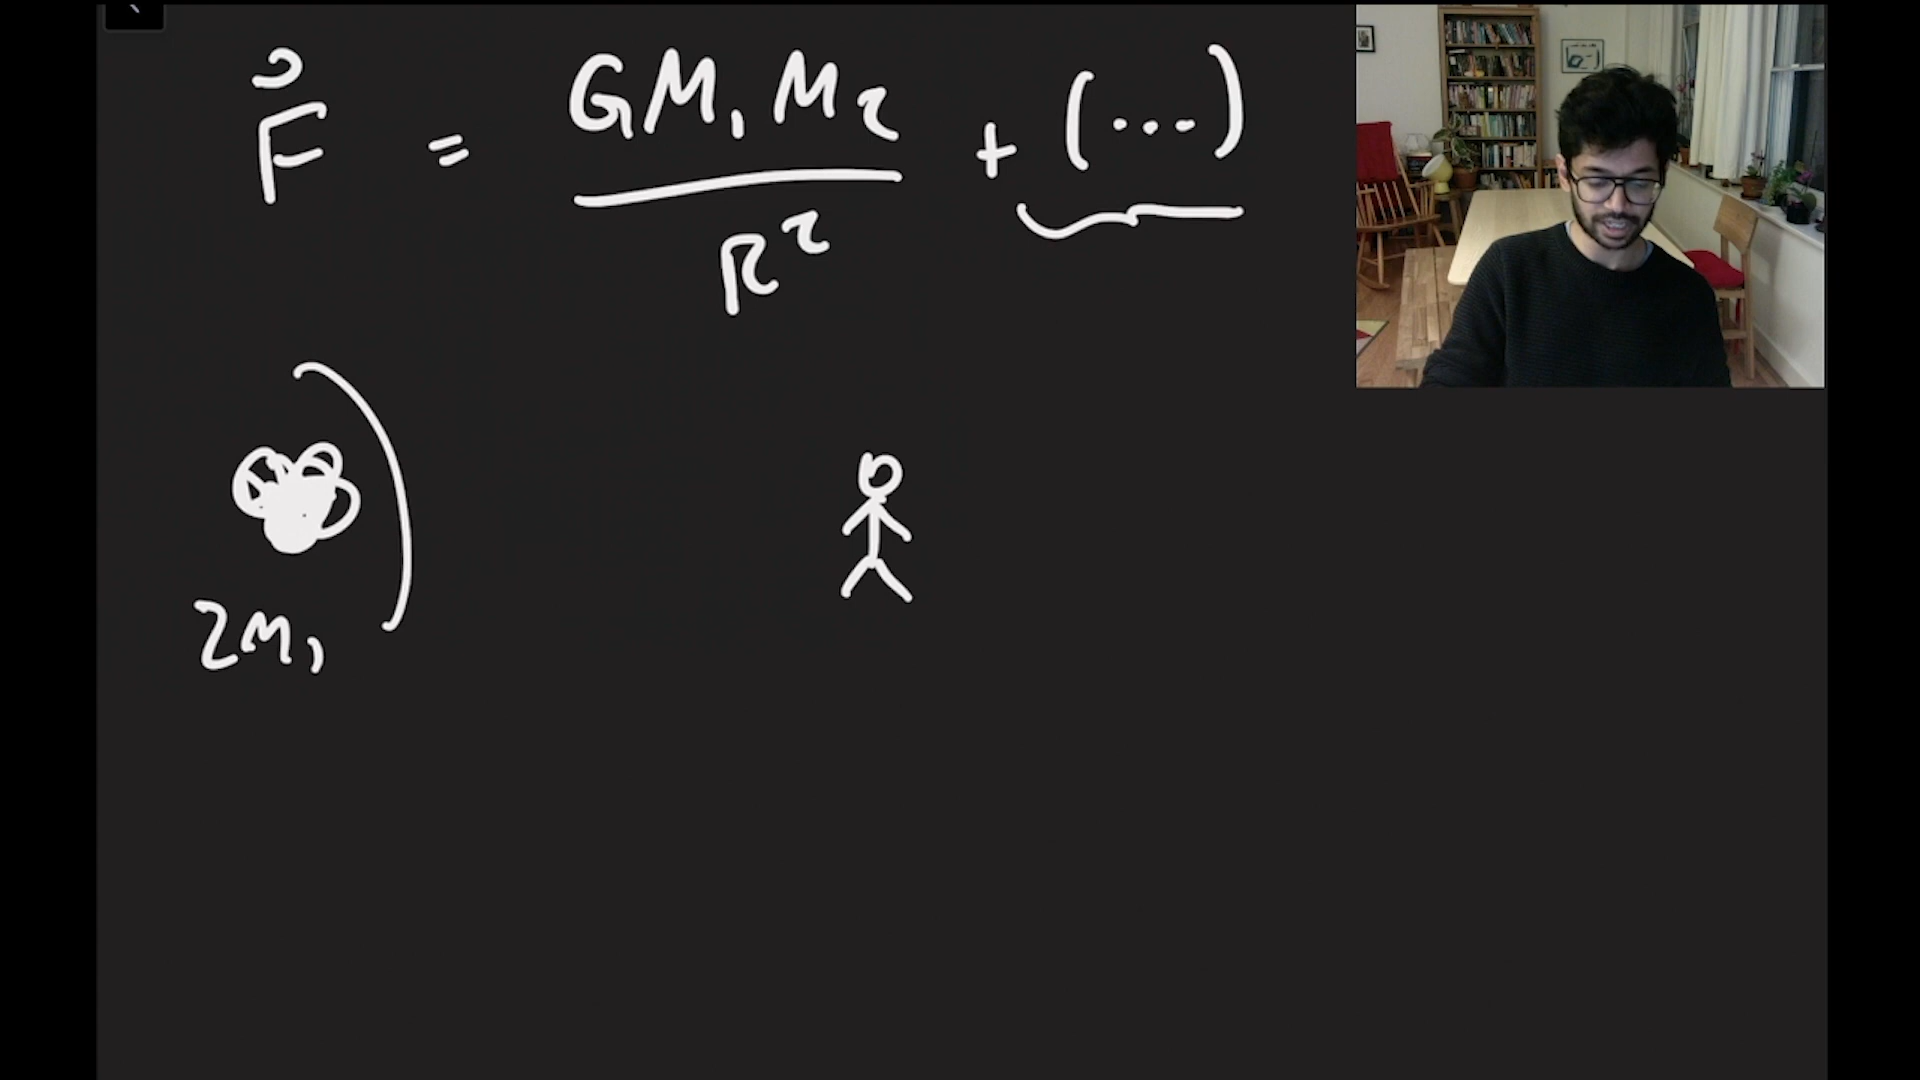 F⃗ = GM₁M₂/R² + (...)
2M₁